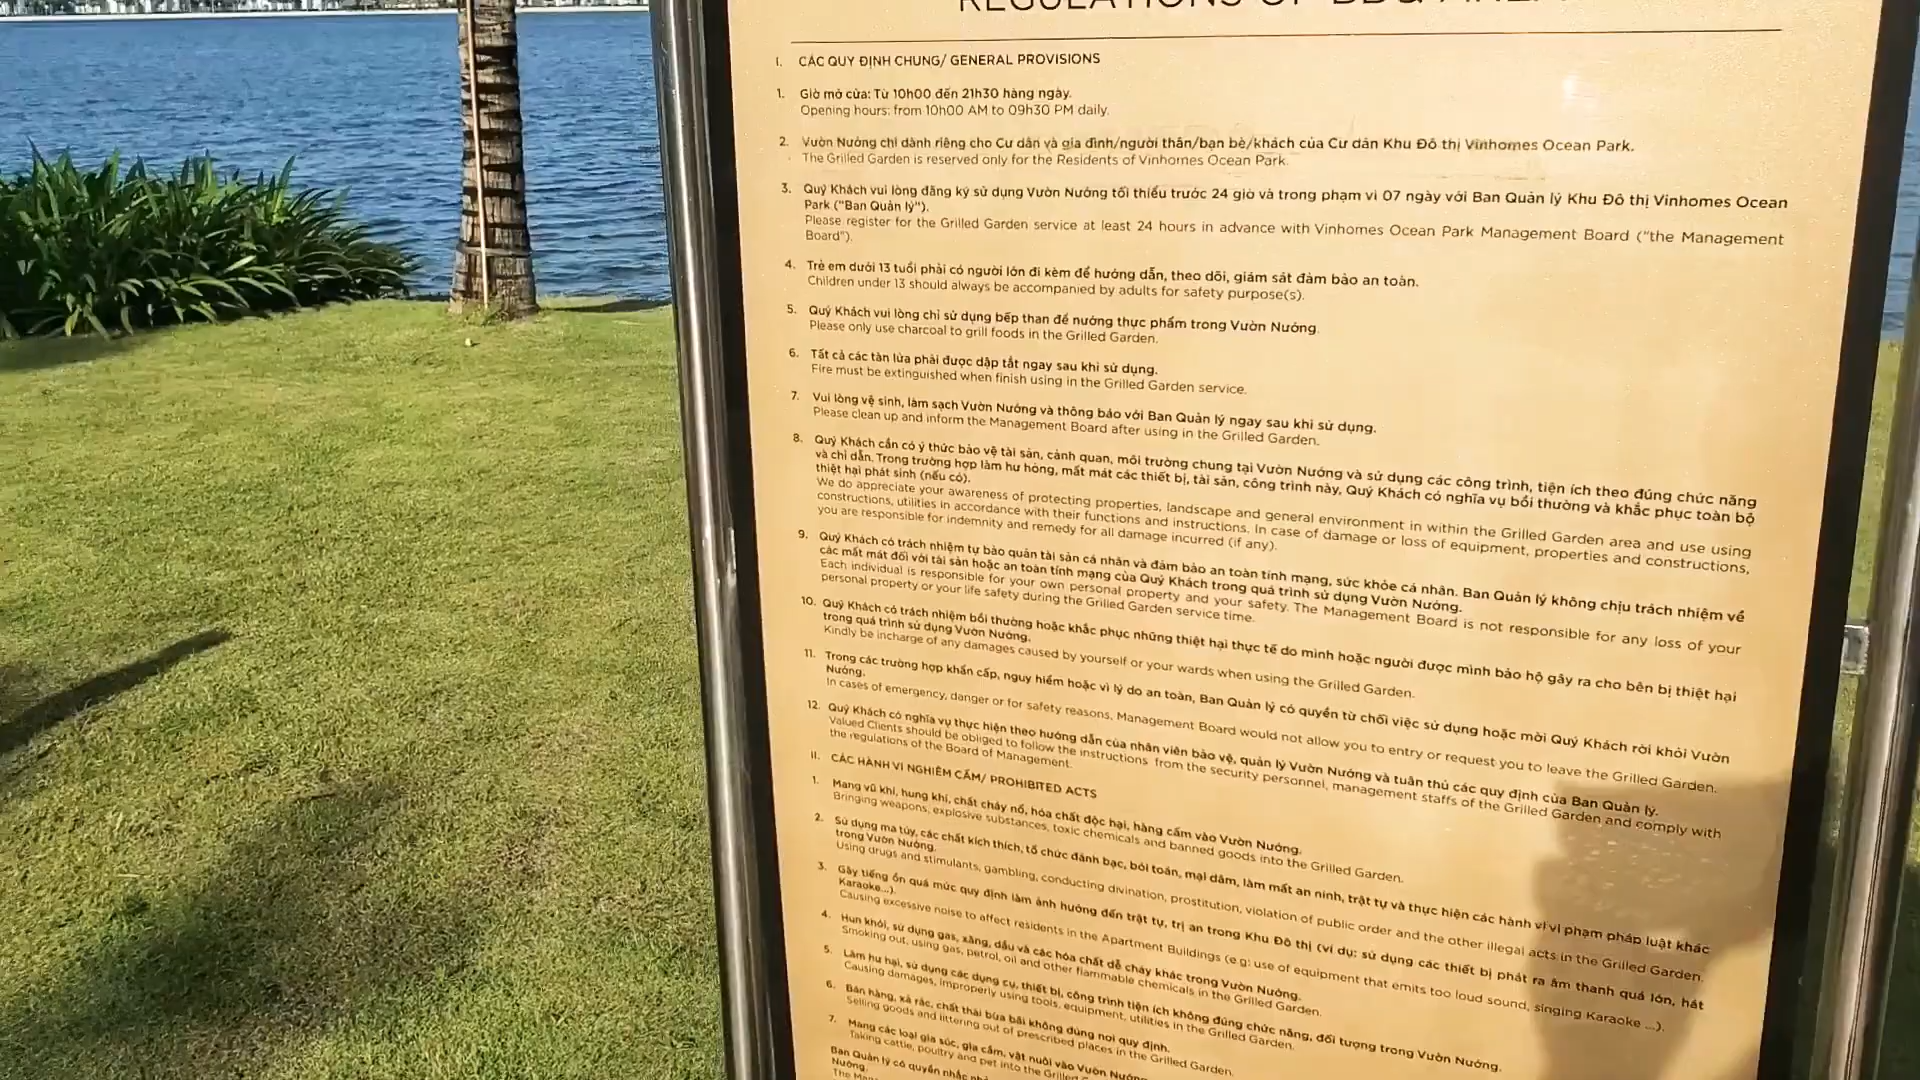 REGULATIONS OF BBQ AREA
I. CÁC QUY ĐỊNH CHUNG/ GENERAL PROVISIONS
1. Giờ mở cửa: Từ 10h00 đến 21h30 hàng ngày.
Opening hours: from 10h00 AM to 09h30 PM daily.
2. Vườn Nướng chỉ dành riêng cho Cư dân và gia đình/người thân/bạn bè/khách của Cư dân Khu Đô thị Vinhomes Ocean Park.
The Grilled Garden is reserved only for the Residents of Vinhomes Ocean Park.
3. Quý Khách vui lòng đăng ký sử dụng Vườn Nướng tối thiểu trước 24 giờ và trong phạm vi 07 ngày với Ban Quản lý Khu Đô thị Vinhomes Ocean
Park ("Ban Quản lý").
Please register for the Grilled Garden service at least 24 hours in advance with Vinhomes Ocean Park Management Board ("the Management
Board").
4. Trẻ em dưới 13 tuổi phải có người lớn đi kèm để hướng dẫn, theo dõi, giám sát đảm bảo an toàn.
Children under 13 should always be accompanied by adults for safety purpose(s).
5. Quý Khách vui lòng chỉ sử dụng bếp than để nướng thực phẩm trong Vườn Nướng.
Please only use charcoal to grill foods in the Grilled Garden.
6. Tất cả các tàn lửa phải được dập tắt ngay sau khi sử dụng.
Fire must be extinguished when finish using in the Grilled Garden service.
7. Vui lòng vệ sinh, làm sạch Vườn Nướng và thông báo với Ban Quản lý ngay sau khi sử dụng.
Please clean up and inform the Management Board after using in the Grilled Garden.
8. Quý Khách cần có ý thức bảo vệ tài sản, cảnh quan, môi trường chung tại Vườn Nướng và sử dụng các công trình, tiện ích theo đúng chức năng
và chỉ dẫn. Trong trường hợp làm hư hỏng, mất mát các thiết bị, tài sản, công trình này, Quý Khách có nghĩa vụ bồi thường và khắc phục toàn bộ
thiệt hại phát sinh (nếu có).
We do appreciate your awareness of protecting properties, landscape and general environment in within the Grilled Garden area and use using
constructions, utilities in accordance with their functions and instructions. In case of damage or loss of equipment, properties and constructions,
you are responsible for indemnity and remedy for all damage incurred (if any).
9. Quý Khách có trách nhiệm tự bảo quản tài sản cá nhân và đảm bảo an toàn tính mạng, sức khỏe cá nhân. Ban Quản lý không chịu trách nhiệm về
các mất mát đối với tài sản hoặc an toàn tính mạng của Quý Khách trong quá trình sử dụng Vườn Nướng.
Each individual is responsible for your own personal property and your safety. The Management Board is not responsible for any loss of your
personal property or your life safety during the Grilled Garden service time.
10. Quý Khách có trách nhiệm bồi thường hoặc khắc phục những thiệt hại thực tế do mình hoặc người được mình bảo hộ gây ra cho bên bị thiệt hại
trong quá trình sử dụng Vườn Nướng.
Kindly be incharge of any damages caused by yourself or your wards when using the Grilled Garden.
11. Trong các trường hợp khẩn cấp, nguy hiểm hoặc vì lý do an toàn, Ban Quản lý có quyền từ chối việc sử dụng hoặc mời Quý Khách rời khỏi Vườn
Nướng.
In cases of emergency, danger or for safety reasons, Management Board would not allow you to entry or request you to leave the Grilled Garden.
12. Quý Khách có nghĩa vụ thực hiện theo hướng dẫn của nhân viên bảo vệ, quản lý Vườn Nướng và tuân thủ các quy định của Ban Quản lý.
Valued Clients should be obliged to follow the instructions from the security personnel, management staffs of the Grilled Garden and comply with
the regulations of the Board of Management.
II. CÁC HÀNH VI NGHIÊM CẤM/ PROHIBITED ACTS
1. Mang vũ khí, hung khí, chất cháy nổ, hóa chất độc hại, hàng cấm vào Vườn Nướng.
Bringing weapons, explosive substances, toxic chemicals and banned goods into the Grilled Garden.
2. Sử dụng ma túy, các chất kích thích, tổ chức đánh bạc, bói toán, mại dâm, làm mất an ninh, trật tự và thực hiện các hành vi vi phạm pháp luật khác
trong Vườn Nướng.
Using drugs and stimulants, gambling, conducting divination, prostitution, violation of public order and the other illegal acts in the Grilled Garden.
3. Gây tiếng ồn quá mức quy định làm ảnh hưởng đến trật tự, trị an trong Khu Đô thị (ví dụ: sử dụng các thiết bị phát ra âm thanh quá lớn, hát
Karaoke...).
Causing excessive noise to affect residents in the Apartment Buildings (e.g: use of equipment that emits too loud sound, singing Karaoke ...).
4. Hun khói, sử dụng gas, xăng, dầu và các hóa chất dễ cháy khác trong Vườn Nướng.
Smoking out, using gas, petrol, oil and other flammable chemicals in the Grilled Garden.
5. Làm hư hại, sử dụng các dụng cụ, thiết bị, công trình tiện ích không đúng chức năng, đối tượng trong Vườn Nướng.
Causing damages, improperly using tools, equipment, utilities in the Grilled Garden.
6. Bán hàng, xả rác, chất thải bừa bãi không đúng nơi quy định.
Selling goods and littering out of prescribed places in the Grilled Garden.
7. Mang các loại gia súc, gia cầm, vật nuôi vào Vườn Nướng
Taking cattle, poultry and pet into the Grilled
Ban Quản lý có quyền nhắc
Nướng.
The